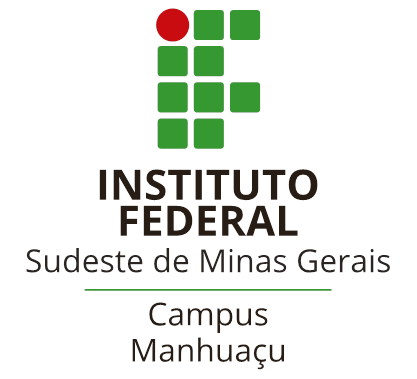 INSTITUTO
FEDERAL
Sudeste de Minas Gerais
Campus
Manhuaçu